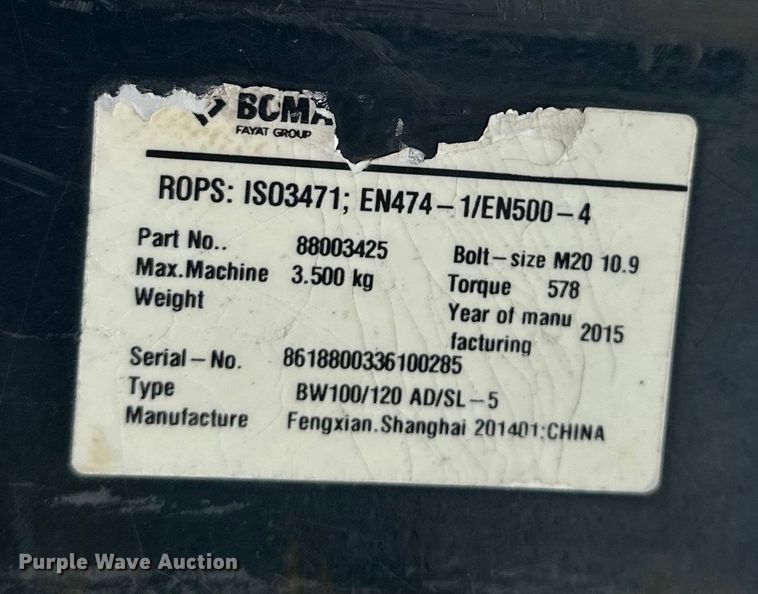 BOMA
FAYAT GROUP
ROPS: ISO3471; EN474-1/EN500-4
Part No.. 88003425
Max.Machine 3.500 kg
Weight
Bolt-size M20 10.9
Torque 578
Year of manu
facturing 2015
Serial-No. 8618800336100285
Type BW100/120 AD/SL-5
Manufacture Fengxian.Shanghai 201401:CHINA
Purple Wave Auction